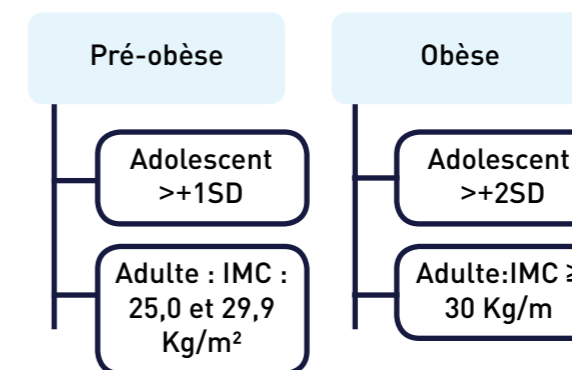 Pré-obèse
Adolescent
>+1SD
Adulte : IMC :
25,0 et 29,9
Kg/m²
Obèse
Adolescent
>+2SD
Adulte:IMC ≥
30 Kg/m